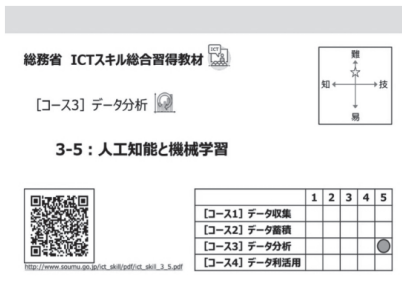 総務省 ICTスキル総合習得教材
[コース3] データ分析
難
知 技
易
3-5：人工知能と機械学習
1 2 3 4 5
[コース1] データ収集
[コース2] データ蓄積
[コース3] データ分析
[コース4] データ利活用
http://www.soumu.go.jp/ict_skill/pdf/ict_skill_3_5.pdf